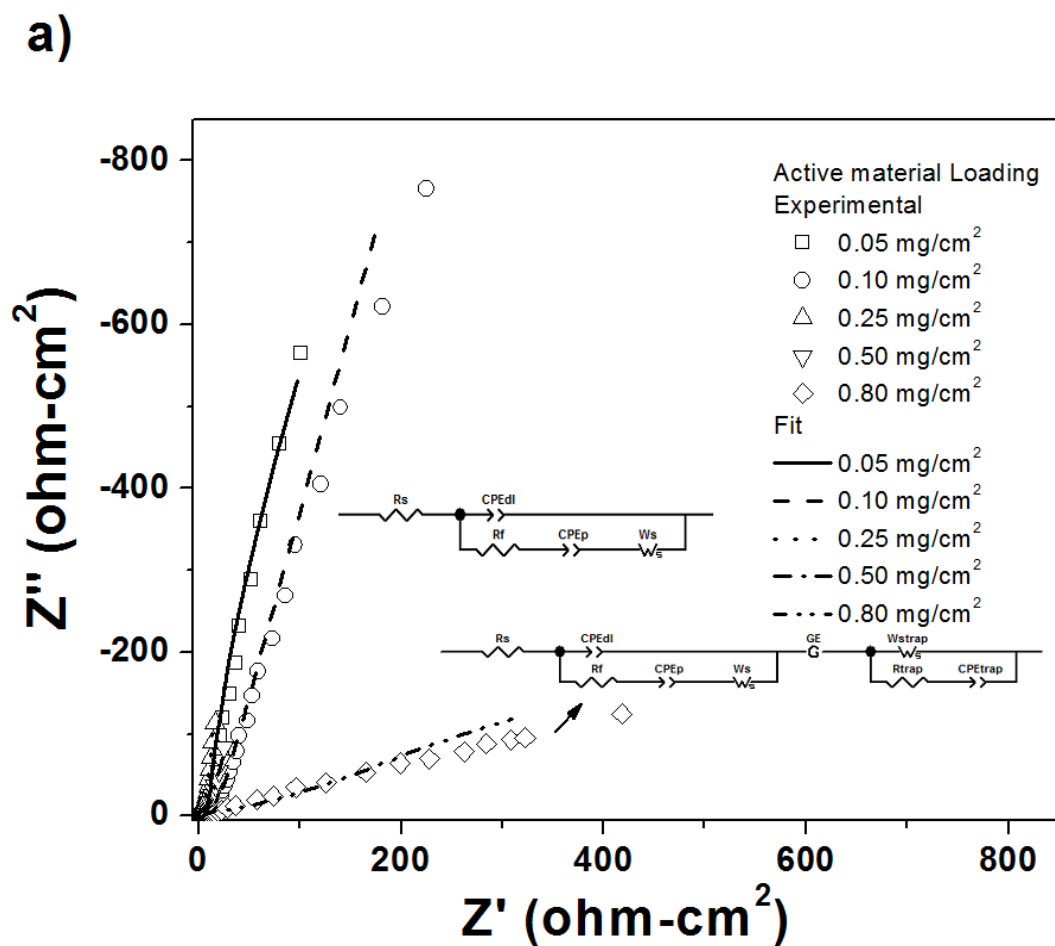 a)
Z'' (ohm-cm²)
-800
-600
-400
-200
0
Active material Loading
Experimental
0.05 mg/cm²
0.10 mg/cm²
0.25 mg/cm²
0.50 mg/cm²
0.80 mg/cm²
Fit
0.05 mg/cm²
0.10 mg/cm²
0.25 mg/cm²
0.50 mg/cm²
0.80 mg/cm²
Rs CPEdl
Rf CPEp Ws
s
Rs CPEdl GE Wstrap
G s
Rf CPEp Ws Rtrap CPEtrap
s
0 200 400 600 800
Z' (ohm-cm²)